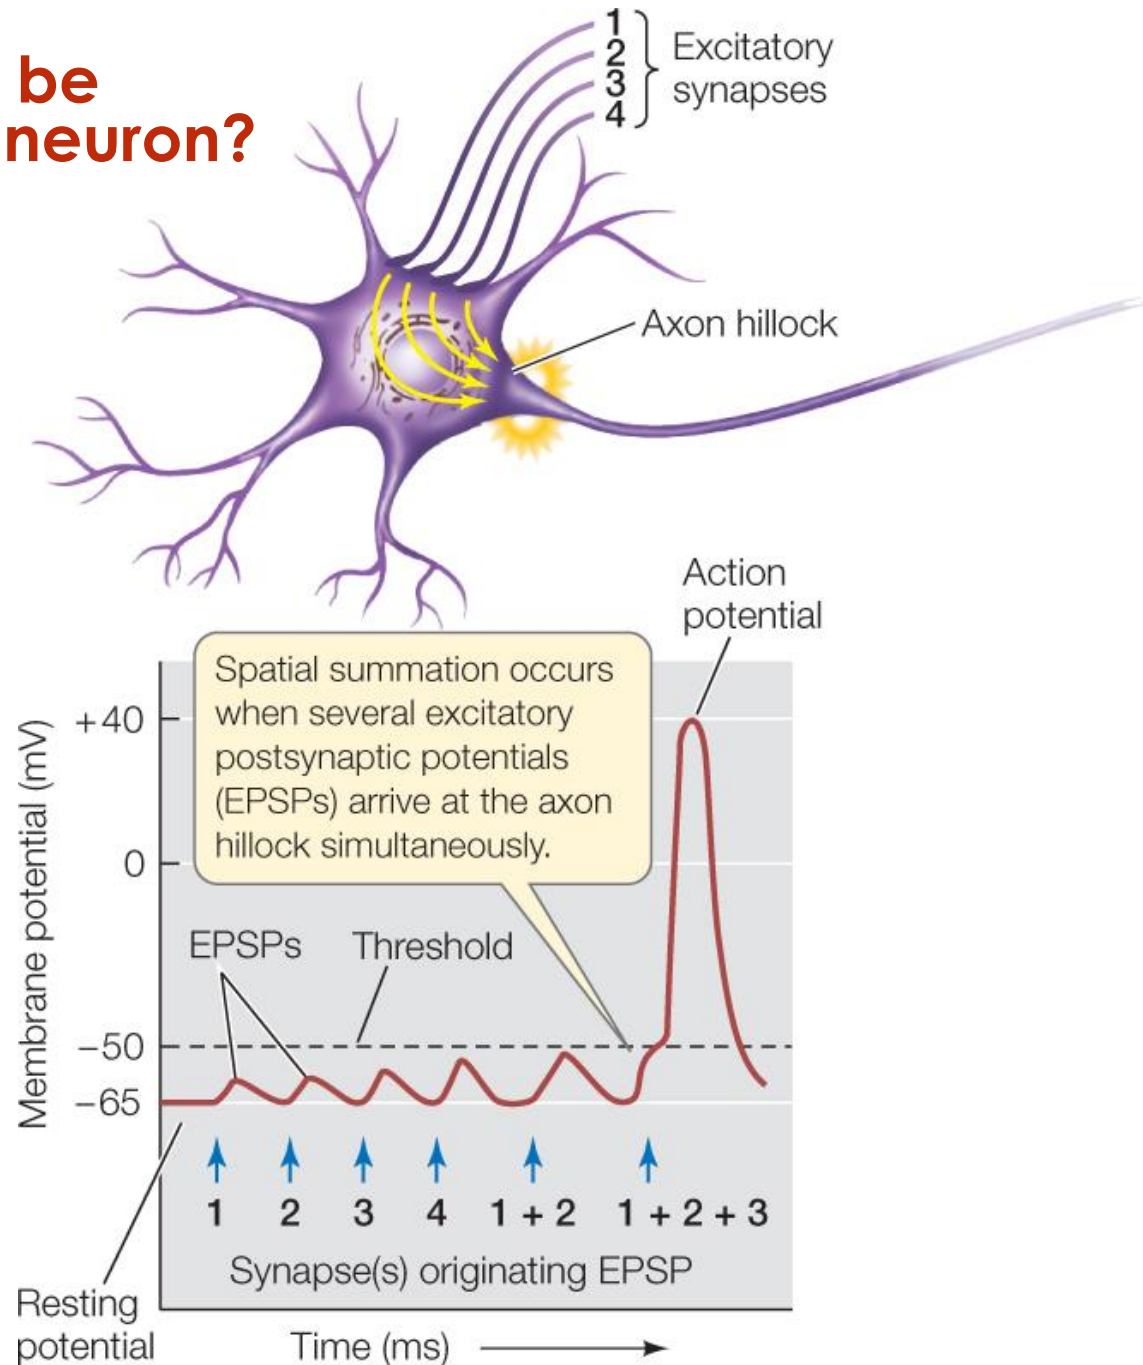 be
neuron?
1
2
3
4
Excitatory
synapses
Axon hillock
Action
potential
Spatial summation occurs
when several excitatory
postsynaptic potentials
(EPSPs) arrive at the axon
hillock simultaneously.
Membrane potential (mV)
+40
0
−50
−65
EPSPs
Threshold
1 2 3 4 1 + 2 1 + 2 + 3
Synapse(s) originating EPSP
Resting
potential
Time (ms)